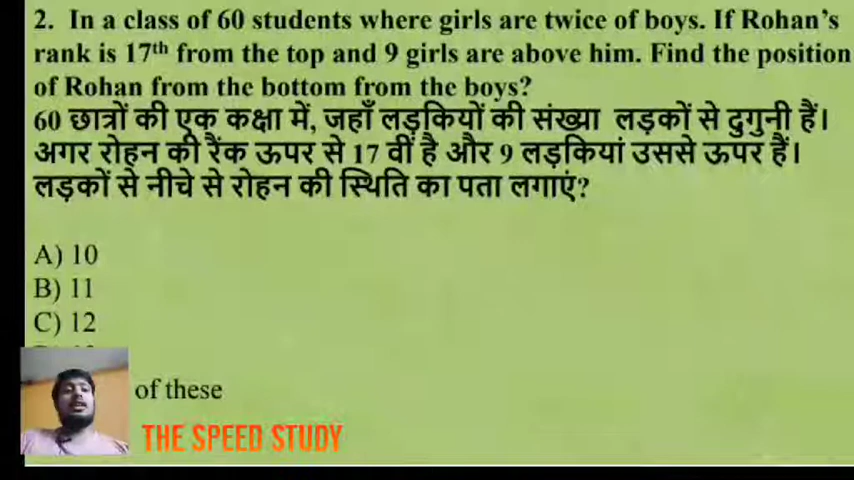 2. In a class of 60 students where girls are twice of boys. If Rohan's
rank is 17th from the top and 9 girls are above him. Find the position
of Rohan from the bottom from the boys?
60 छात्रों की एक कक्षा में, जहाँ लड़कियों की संख्या लड़कों से दुगुनी हैं।
अगर रोहन की रैंक ऊपर से 17 वीं है और 9 लड़कियां उससे ऊपर हैं।
लड़कों से नीचे से रोहन की स्थिति का पता लगाएं?
A) 10
B) 11
C) 12
of these
THE SPEED STUDY